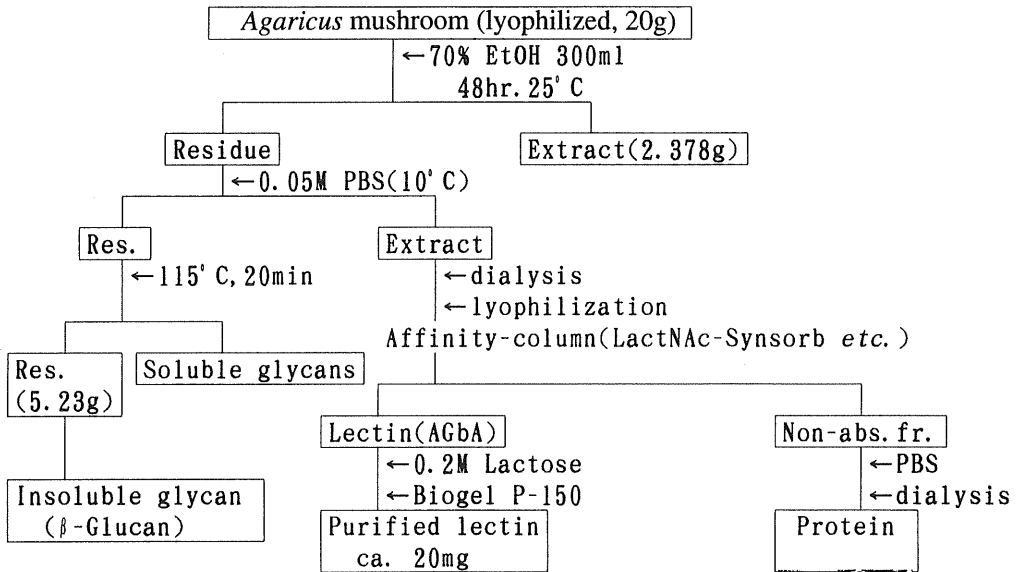 Agaricus mushroom (lyophilized, 20g)
←70% EtOH 300ml
48hr. 25°C
Residue
Extract(2.378g)
←0.05M PBS(10°C)
Res.
Extract
←115°C, 20min
←dialysis
←lyophilization
Affinity-column(LactNAc-Synsorb etc.)
Res.
(5.23g)
Soluble glycans
Lectin(AGbA)
Non-abs. fr.
←0.2M Lactose
←PBS
←Biogel P-150
←dialysis
Insoluble glycan
(β-Glucan)
Purified lectin
ca. 20mg
Protein